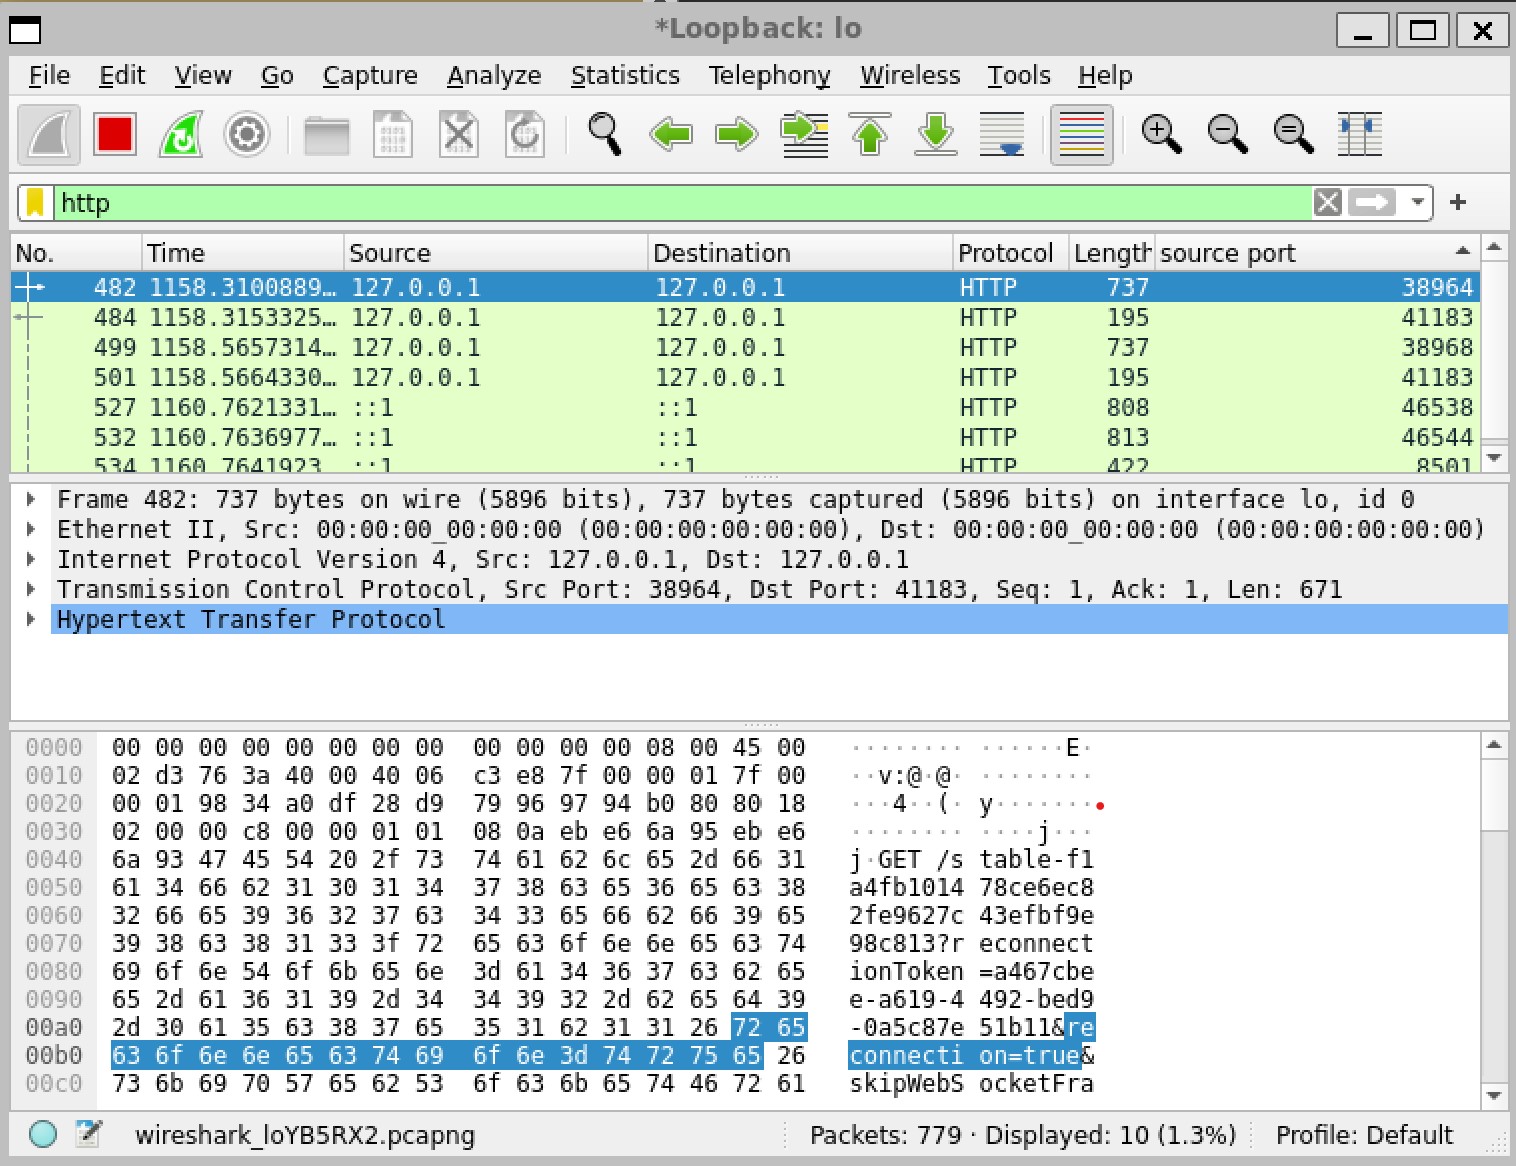 *Loopback: lo
File Edit View Go Capture Analyze Statistics Telephony Wireless Tools Help
http
No. Time Source Destination Protocol Length source port
482 1158.3100889… 127.0.0.1 127.0.0.1 HTTP 737 38964
484 1158.3153325… 127.0.0.1 127.0.0.1 HTTP 195 41183
499 1158.5657314… 127.0.0.1 127.0.0.1 HTTP 737 38968
501 1158.5664330… 127.0.0.1 127.0.0.1 HTTP 195 41183
527 1160.7621331… ::1 ::1 HTTP 808 46538
532 1160.7636977… ::1 ::1 HTTP 813 46544
534 1160.7641923 ::1 ::1 HTTP 422 8501
Frame 482: 737 bytes on wire (5896 bits), 737 bytes captured (5896 bits) on interface lo, id 0
Ethernet II, Src: 00:00:00_00:00:00 (00:00:00:00:00:00), Dst: 00:00:00_00:00:00 (00:00:00:00:00:00)
Internet Protocol Version 4, Src: 127.0.0.1, Dst: 127.0.0.1
Transmission Control Protocol, Src Port: 38964, Dst Port: 41183, Seq: 1, Ack: 1, Len: 671
Hypertext Transfer Protocol
0000 00 00 00 00 00 00 00 00 00 00 00 00 08 00 45 00 ········ ······E·
0010 02 d3 76 3a 40 00 40 06 c3 e8 7f 00 00 01 7f 00 ··v:@·@· ········
0020 00 01 98 34 a0 df 28 d9 79 96 97 94 b0 80 80 18 ···4··(· y·······
0030 02 00 00 c8 00 00 01 01 08 0a eb e6 6a 95 eb e6 ········ ····j···
0040 6a 93 47 45 54 20 2f 73 74 61 62 6c 65 2d 66 31 j·GET /s table-f1
0050 61 34 66 62 31 30 31 34 37 38 63 65 36 65 63 38 a4fb1014 78ce6ec8
0060 32 66 65 39 36 32 37 63 34 33 65 66 62 66 39 65 2fe9627c 43efbf9e
0070 39 38 63 38 31 33 3f 72 65 63 6f 6e 6e 65 63 74 98c813?r econnect
0080 69 6f 6e 54 6f 6b 65 6e 3d 61 34 36 37 63 62 65 ionToken =a467cbe
0090 65 2d 61 36 31 39 2d 34 34 39 32 2d 62 65 64 39 e-a619-4 492-bed9
00a0 2d 30 61 35 63 38 37 65 35 31 62 31 31 26 72 65 -0a5c87e 51b11&re
00b0 63 6f 6e 6e 65 63 74 69 6f 6e 3d 74 72 75 65 26 connecti on=true&
00c0 73 6b 69 70 57 65 62 53 6f 63 6b 65 74 46 72 61 skipWebS ocketFra
wireshark_loYB5RX2.pcapng Packets: 779 · Displayed: 10 (1.3%) Profile: Default